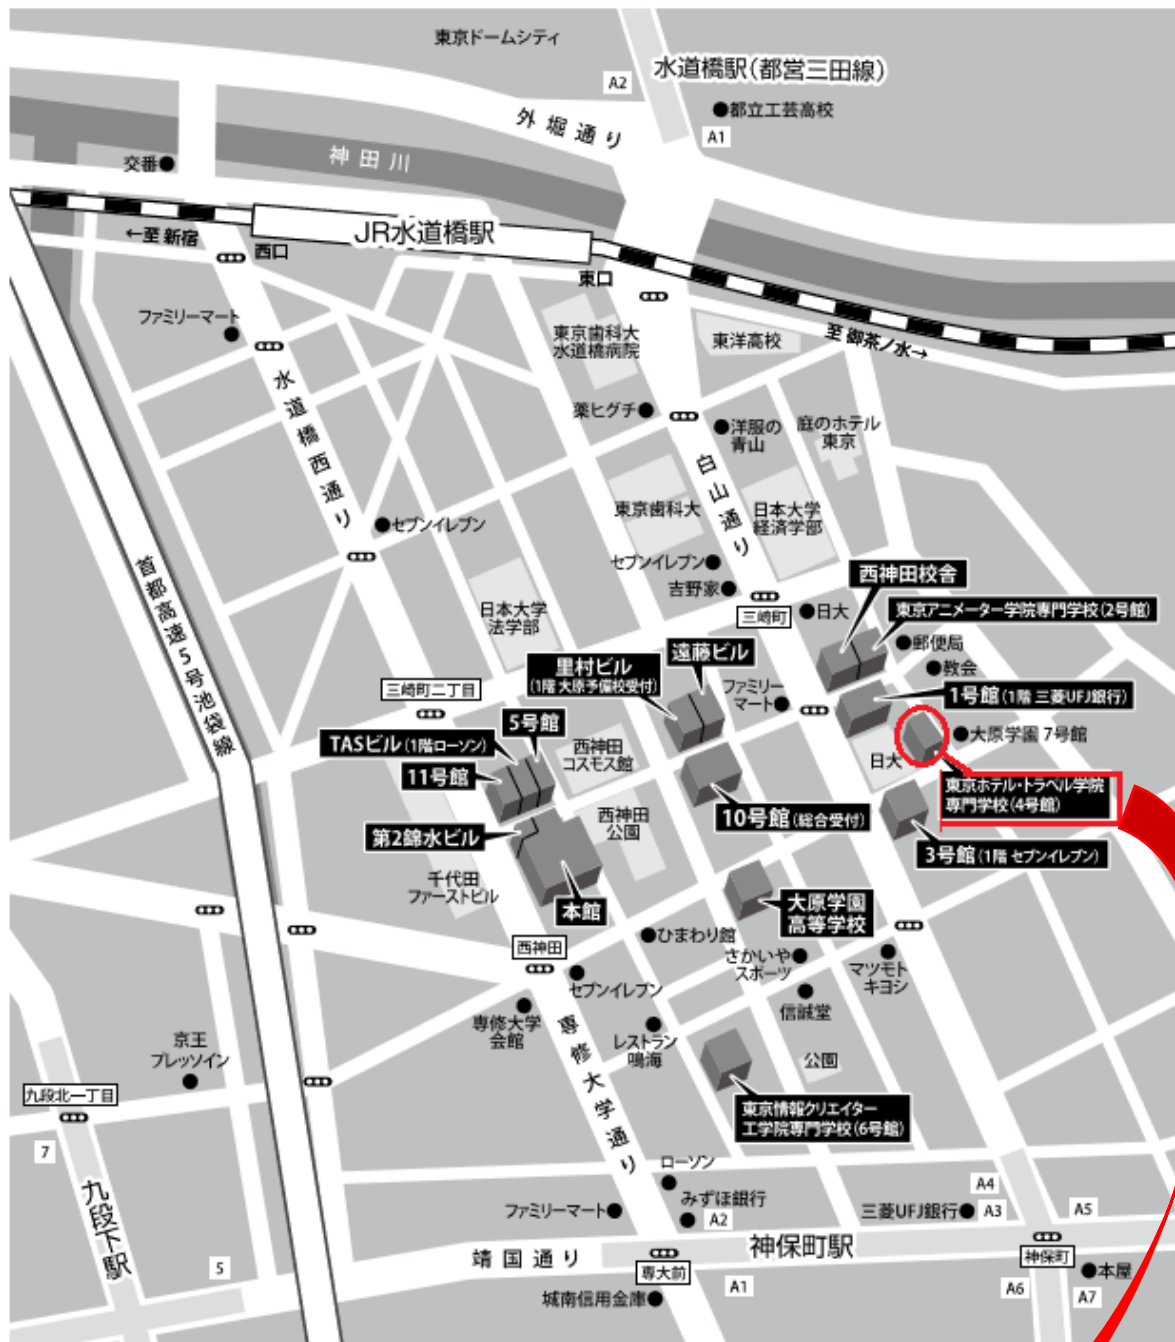 東京ドームシティ
A2
水道橋駅(都営三田線)
都立工芸高校
A1
外堀通り
神田川
交番
JR水道橋駅
←至 新宿
西口
東口
ファミリーマート
東京歯科大
水道橋病院
東洋高校
至 御茶ノ水→
水道橋西通り
薬ヒグチ
洋服の
青山
庭のホテル
東京
白山通り
東京歯科大
日本大学
経済学部
セブンイレブン
セブンイレブン
吉野家
三崎町
日大
西神田校舎
東京アニメーター学院専門学校(2号館)
郵便局
教会
首都高速5号池袋線
日本大学
法学部
里村ビル
(1階 大原予備校受付)
遠藤ビル
ファミリー
マート
1号館(1階 三菱UFJ銀行)
三崎町二丁目
5号館
TASビル(1階ローソン)
11号館
西神田
コスモス館
大原学園 7号館
日大
東京ホテル・トラベル学院
専門学校(4号館)
10号館(総合受付)
西神田
公園
第2錦水ビル
3号館(1階 セブンイレブン)
千代田
ファーストビル
本館
大原学園
高等学校
西神田
ひまわり館
さかいや
スポーツ
マツモト
キヨシ
セブンイレブン
信誠堂
専修大学
会館
レストラン
鳴海
公園
専修大学通り
京王
プレッソイン
九段北一丁目
7
九段下駅
5
東京情報クリエイター
工学院専門学校(6号館)
ローソン
みずほ銀行
A2
ファミリーマート
三菱UFJ銀行
A4
A3
A5
靖国通り
専大前
神保町駅
神保町
A1
A6
A7
本屋
城南信用金庫